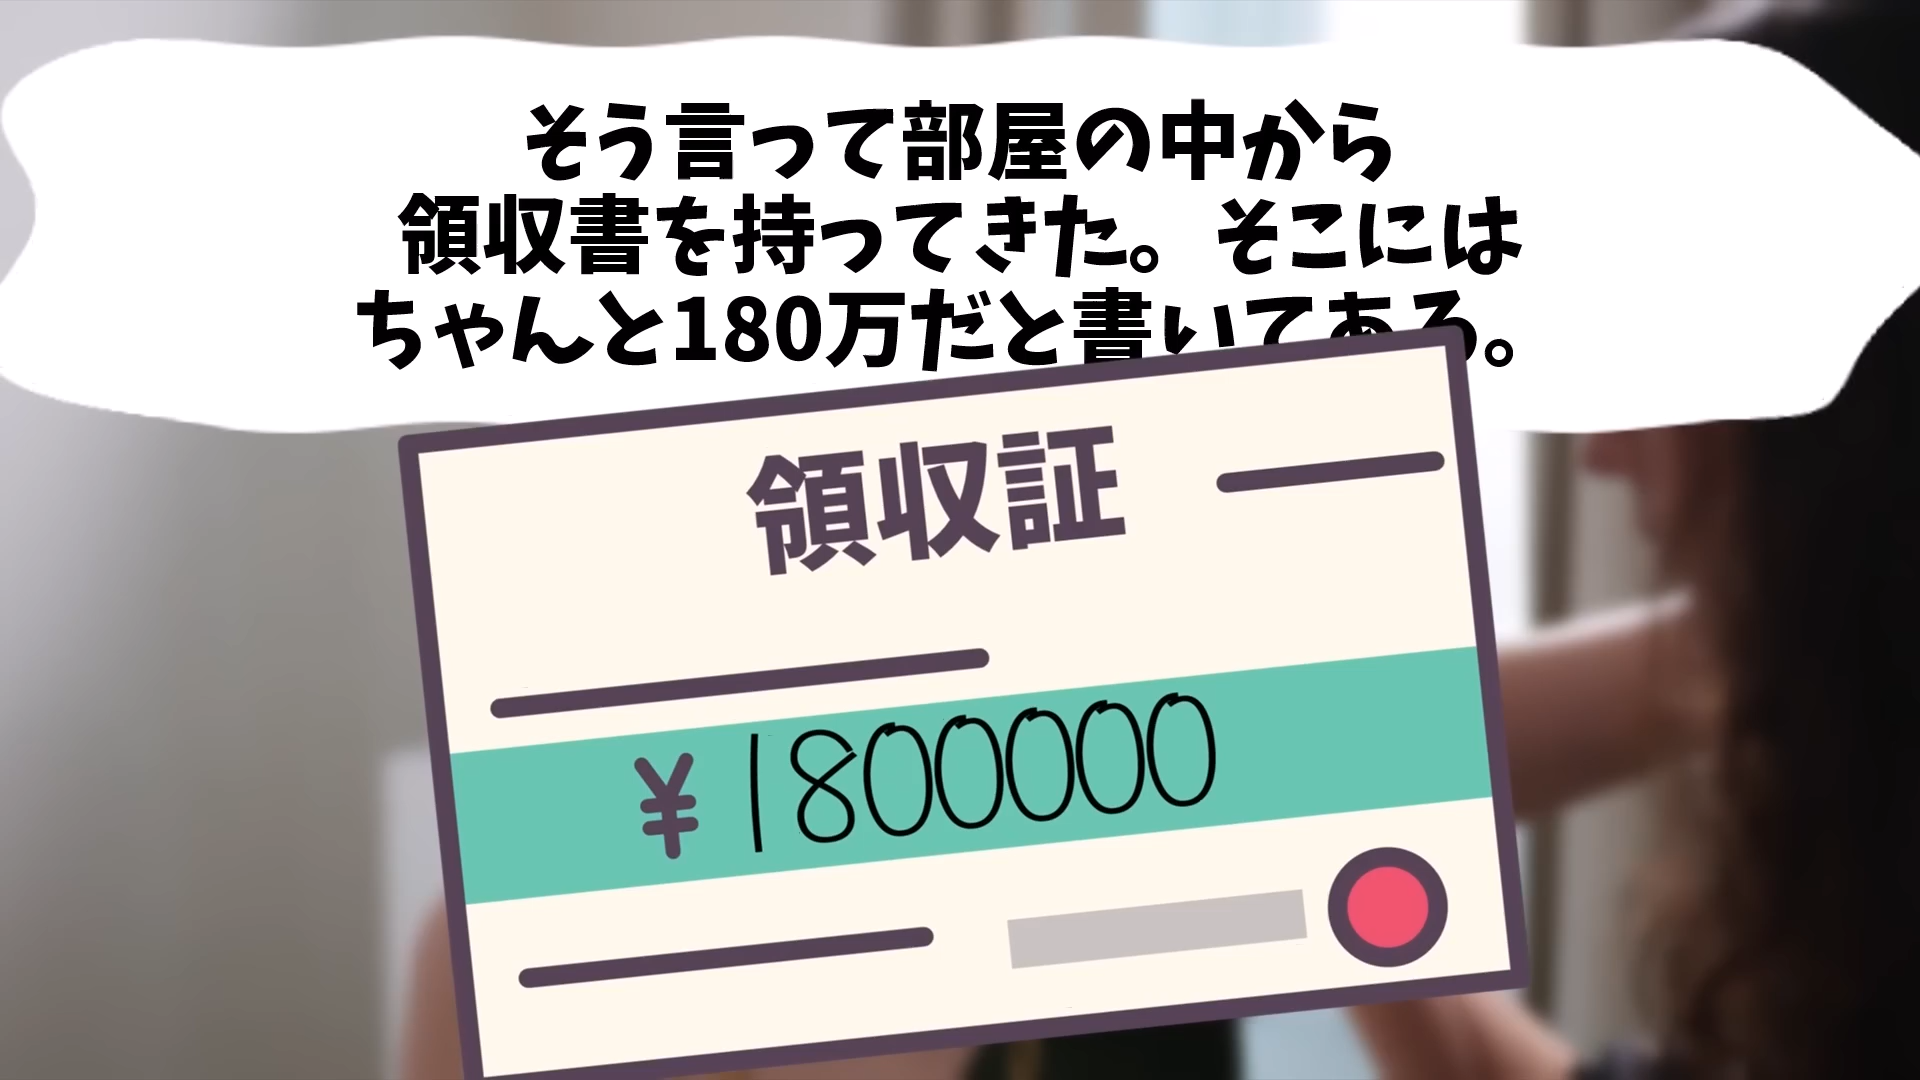 そう言って部屋の中から
領収書を持ってきた。そこには
ちゃんと180万だと書いてある。
領収証
¥1800000